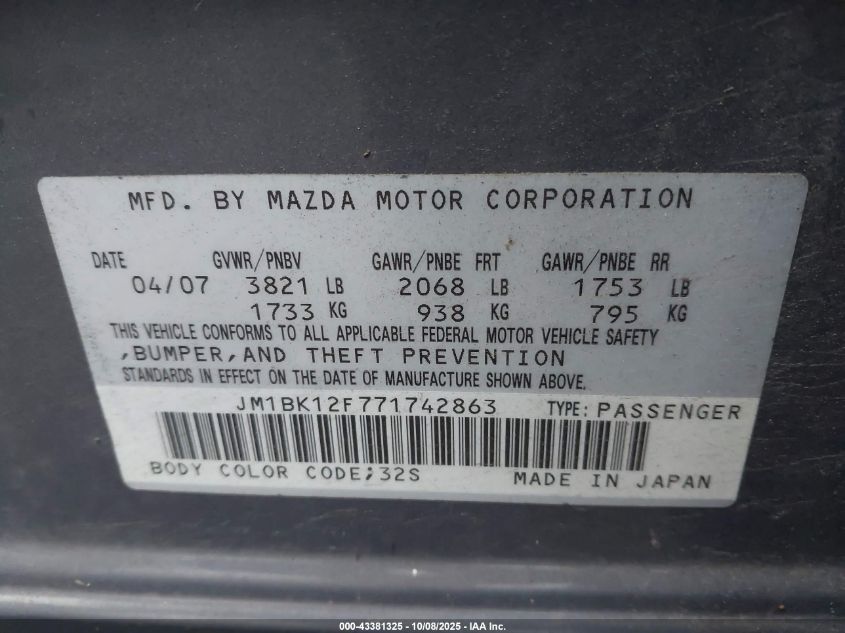 MFD. BY MAZDA MOTOR CORPORATION
DATE GVWR/PNBV GAWR/PNBE FRT GAWR/PNBE RR
04/07 3821 LB 2068 LB 1753 LB
1733 KG 938 KG 795 KG
THIS VEHICLE CONFORMS TO ALL APPLICABLE FEDERAL MOTOR VEHICLE SAFETY
,BUMPER,AND THEFT PREVENTION
STANDARDS IN EFFECT ON THE DATE OF MANUFACTURE SHOWN ABOVE.
JM1BK12F771742863 TYPE: PASSENGER
BODY COLOR CODE;32S MADE IN JAPAN
000-43381325 - 10/08/2025 - IAA Inc.